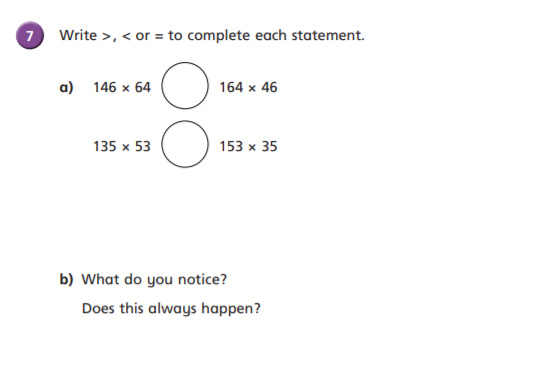 7 Write >, < or = to complete each statement.
a) 146 × 64 164 × 46
135 × 53 153 × 35
b) What do you notice?
Does this always happen?